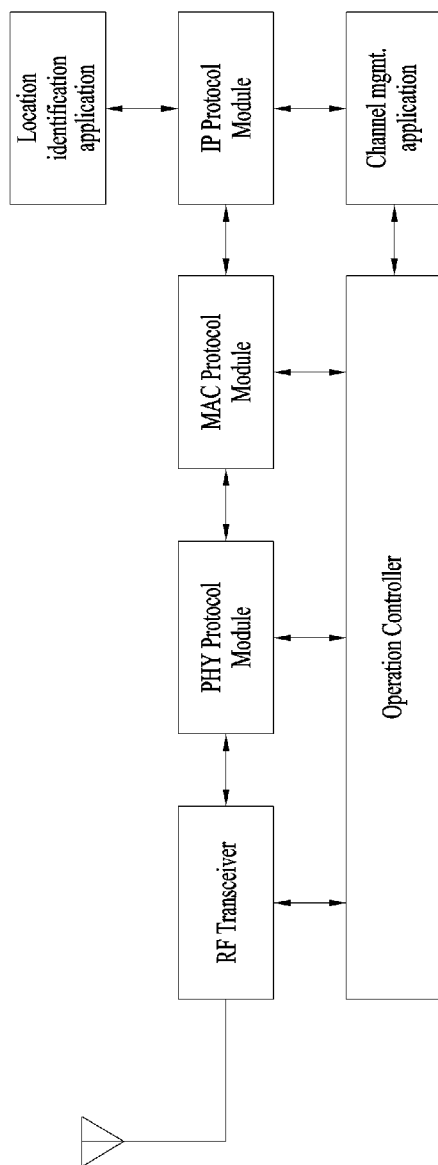 Location
identification
application
IP Protocol
Module
Channel mgmt.
application
MAC Protocol
Module
PHY Protocol
Module
Operation Controller
RF Transceiver